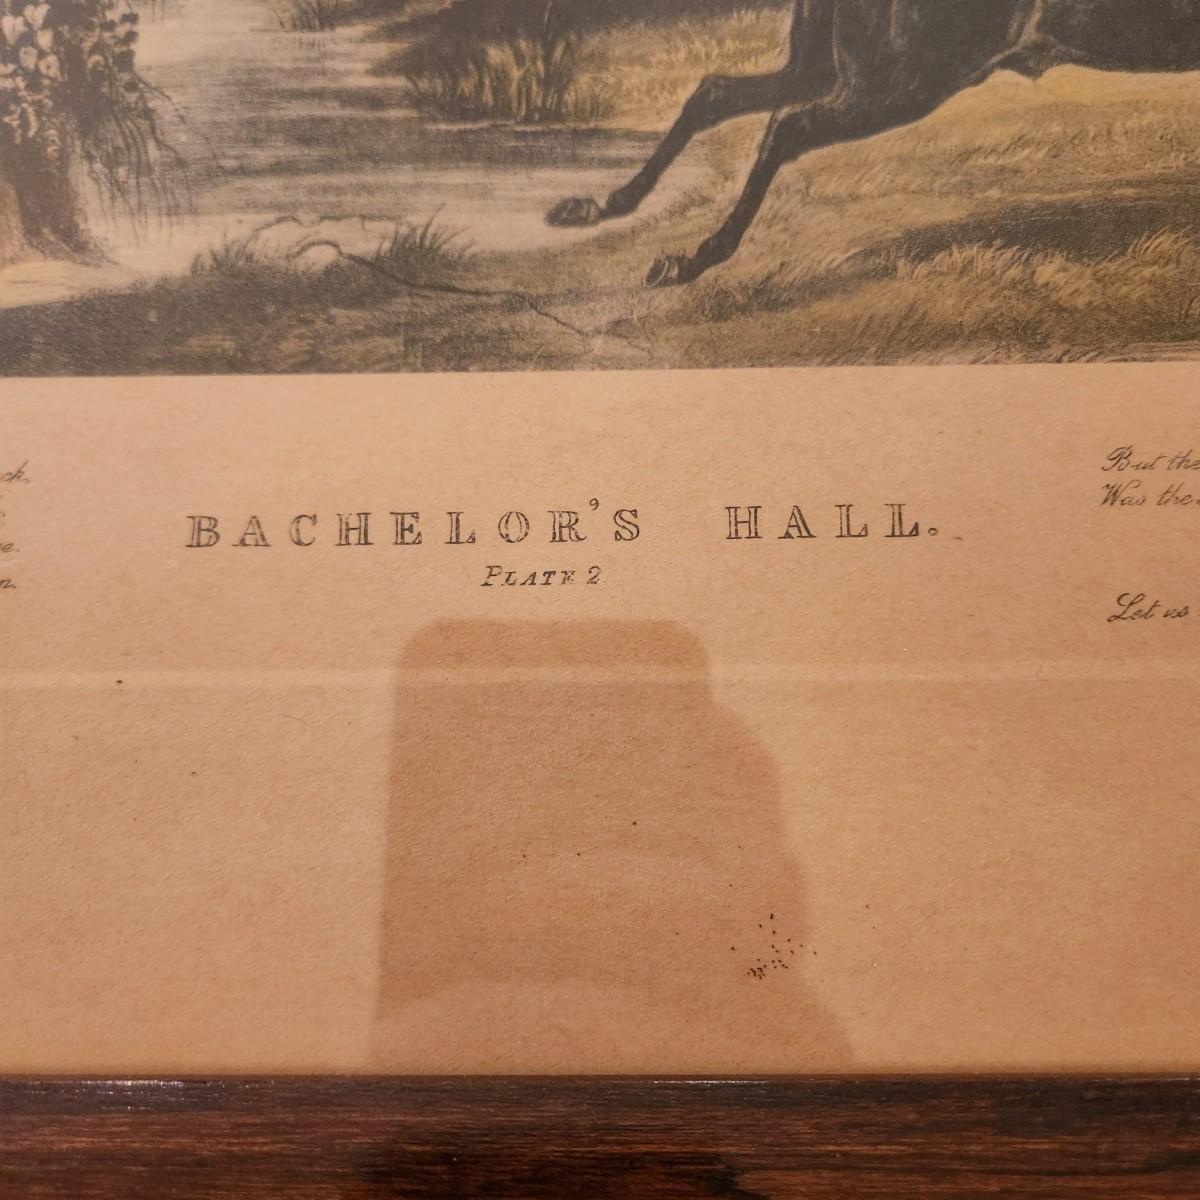 BACHELOR'S HALL.
PLATE 2
But the
Was the
Let us